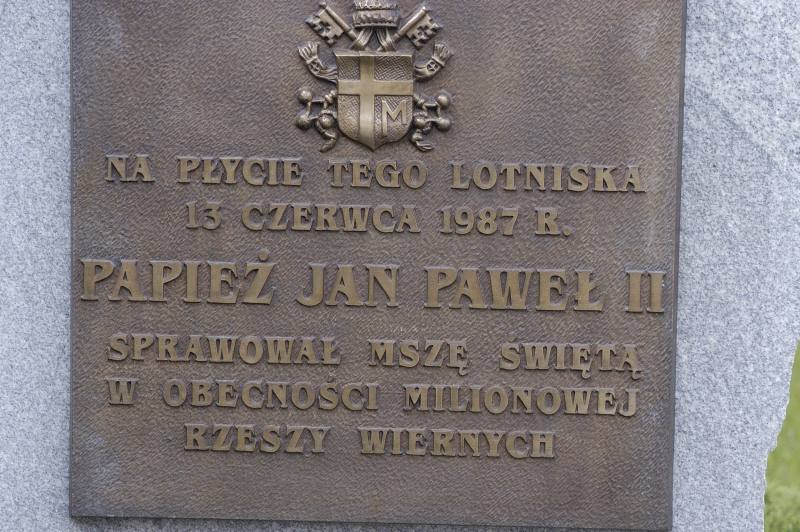 M
NA PŁYCIE TEGO LOTNISKA
13 CZERWCA 1987 R.
PAPIEŻ JAN PAWEŁ II
SPRAWOWAŁ MSZĘ ŚWIĘTĄ
W OBECNOŚCI MILIONOWEJ
RZESZY WIERNYCH